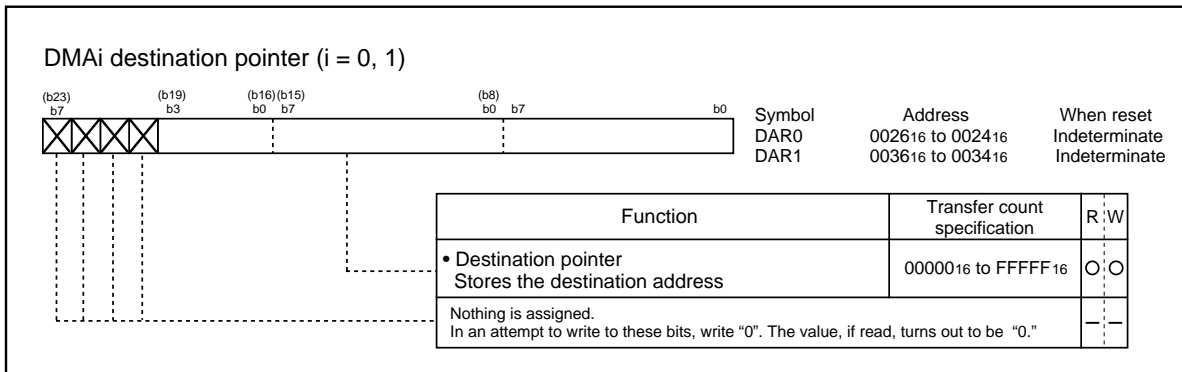 DMAi destination pointer (i = 0, 1)
(b23) (b19) (b16)(b15) (b8)
b7 b3 b0 b7 b0 b7 b0
Symbol Address When reset
DAR0 002616 to 002416 Indeterminate
DAR1 003616 to 003416 Indeterminate
Function Transfer count specification R W
• Destination pointer
Stores the destination address 0000016 to FFFFF16 O O
Nothing is assigned.
In an attempt to write to these bits, write “0”. The value, if read, turns out to be “0.” – –